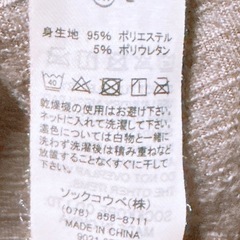 身生地 95% ポリエステル
5% ポリウレタン
40
乾燥機の使用はお避け下さい。
ネットに入れて洗濯して下さい。
濃色については白物と一緒に
洗わず洗濯後は積み重ねなど
放置することなくすぐに干して
下さい。
ソックコウベ(株)
(078) 858-8711
MADE IN CHINA